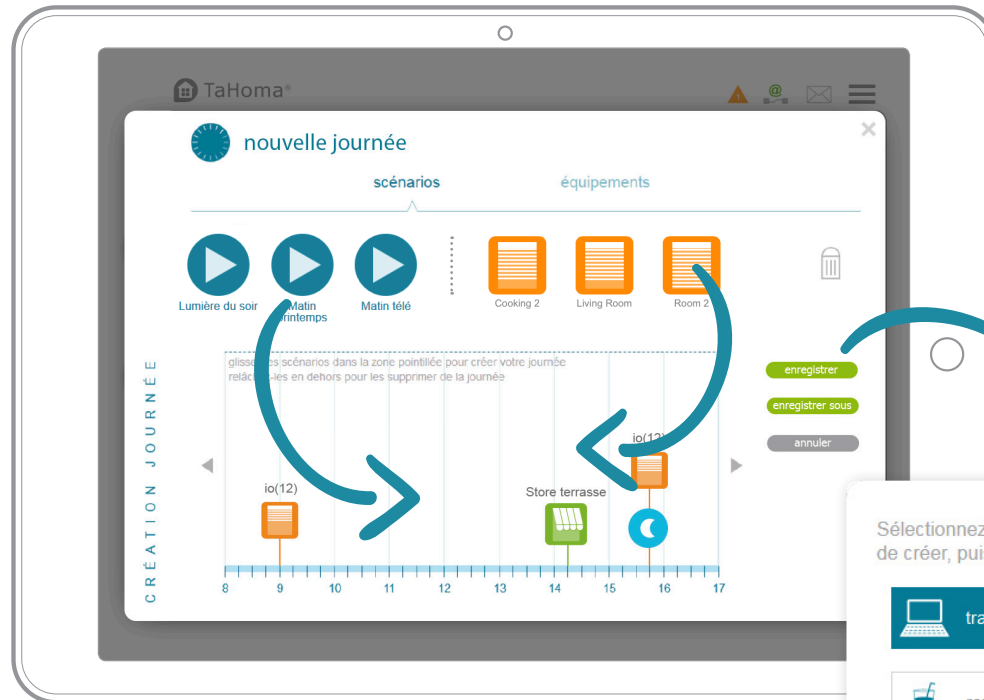 TaHoma®
1
@
nouvelle journée
scénarios
équipements
Lumière du soir
Matin
printemps
Matin télé
Cooking 2
Living Room
Room 2
glissez les scénarios dans la zone pointillée pour créer votre journée
relâchez-les en dehors pour les supprimer de la journée
CRÉATION JOURNÉE
enregistrer
enregistrer sous
annuler
io(12)
io(12)
Store terrasse
8 9 10 11 12 13 14 15 16 17
Sélectionnez
de créer, puis
tra